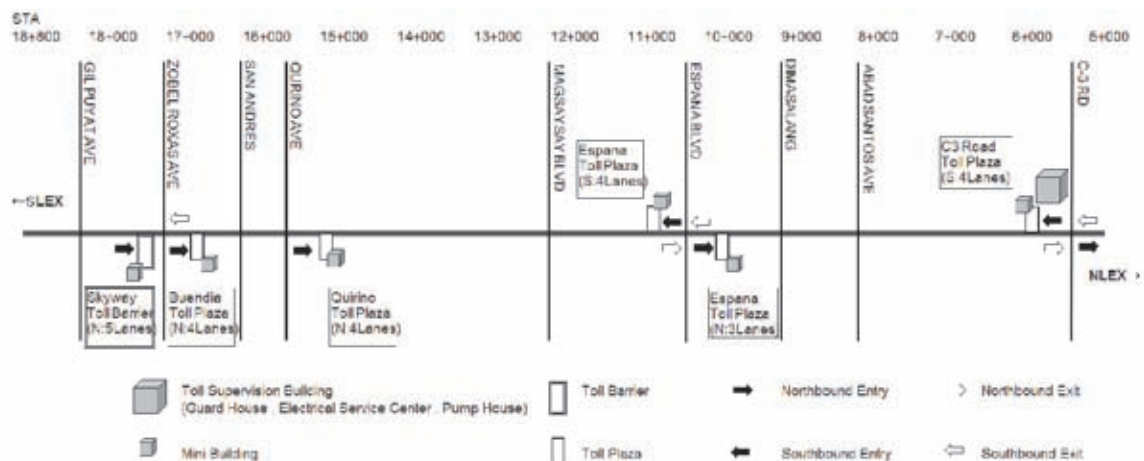 STA
18+800 18-000 17-000 16+000 15+000 14+000 13+000 12+000 11+000 10-000 9+000 8+000 7-000 6+000 5+000
GIL PUYAT AVE
ZOBEL ROXAS AVE
SAN ANDRES
QURINO AVE
MAGSAYSAY BLVD
ESPANA BLVD
DIMASALANG
ABAD SANTOS AVE
C-3 RD
Espana
Toll Plaza
(S:4Lanes)
C3 Road
Toll Plaza
(S:4Lanes)
←SLEX
NLEX
Skyway
Toll Barrier
(N:5Lanes)
Buendia
Toll Plaza
(N:4Lanes)
Quirino
Toll Plaza
(N:4Lanes)
Espana
Toll Plaza
(N:3Lanes)
Toll Supervision Building
(Guard House , Electrical Service Center , Pump House)
Toll Barrier
Northbound Entry
Northbound Exit
Mini Building
Toll Plaza
Southbound Entry
Southbound Exit